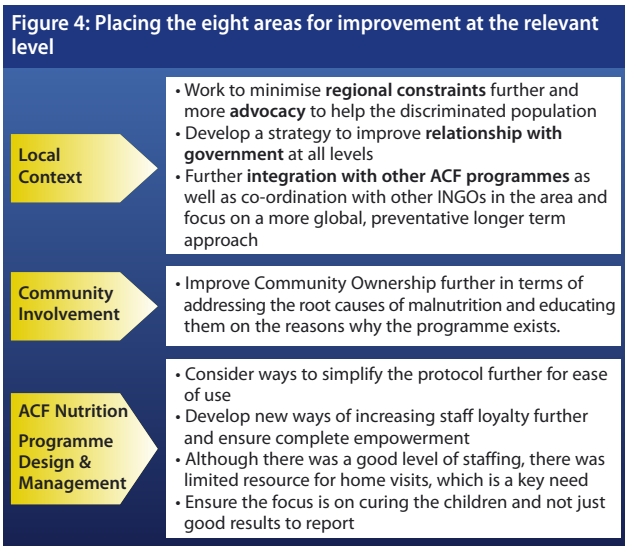 Figure 4: Placing the eight areas for improvement at the relevant
level
Local
Context
• Work to minimise regional constraints further and
more advocacy to help the discriminated population
• Develop a strategy to improve relationship with
government at all levels
• Further integration with other ACF programmes as
well as co-ordination with other INGOs in the area and
focus on a more global, preventative longer term
approach
Community
Involvement
• Improve Community Ownership further in terms of
addressing the root causes of malnutrition and educating
them on the reasons why the programme exists.
ACF Nutrition
Programme
Design &
Management
• Consider ways to simplify the protocol further for ease
of use
• Develop new ways of increasing staff loyalty further
and ensure complete empowerment
• Although there was a good level of staffing, there was
limited resource for home visits, which is a key need
• Ensure the focus is on curing the children and not just
good results to report